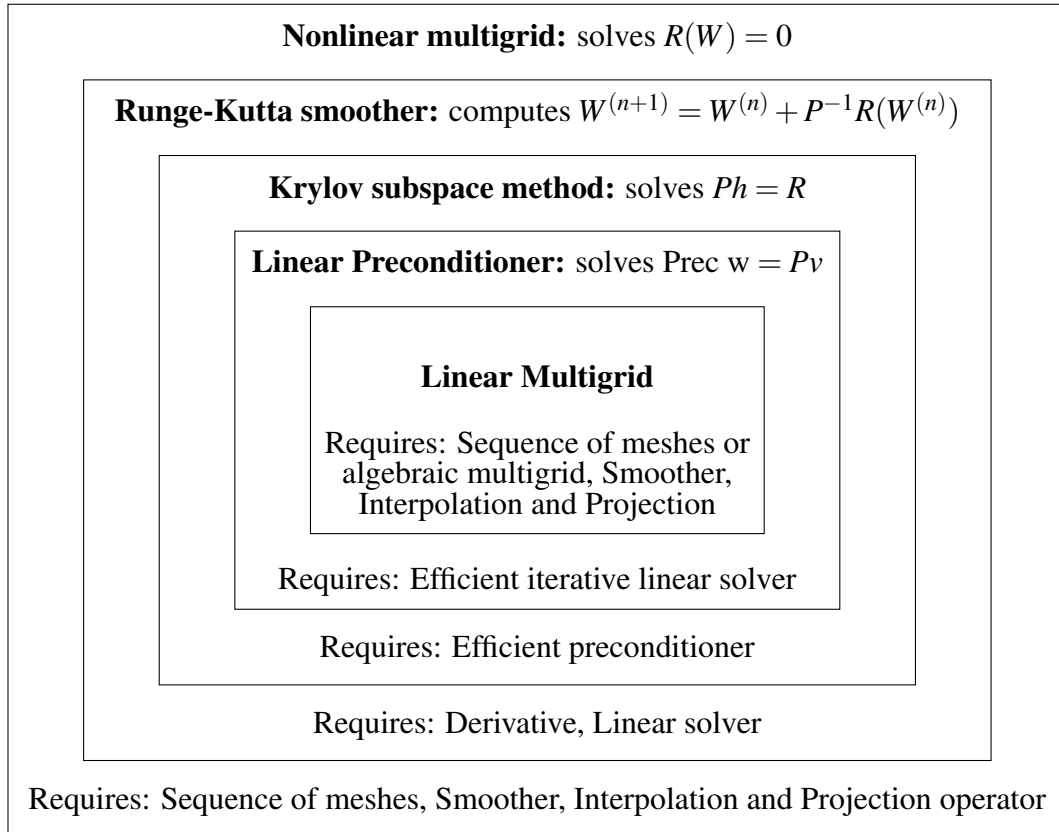 Nonlinear multigrid: solves R(W) = 0
Runge-Kutta smoother: computes W^{(n+1)} = W^{(n)} + P^{-1}R(W^{(n)})
Krylov subspace method: solves Ph = R
Linear Preconditioner: solves Prec w = Pv
Linear Multigrid
Requires: Sequence of meshes or
algebraic multigrid, Smoother,
Interpolation and Projection
Requires: Efficient iterative linear solver
Requires: Efficient preconditioner
Requires: Derivative, Linear solver
Requires: Sequence of meshes, Smoother, Interpolation and Projection operator